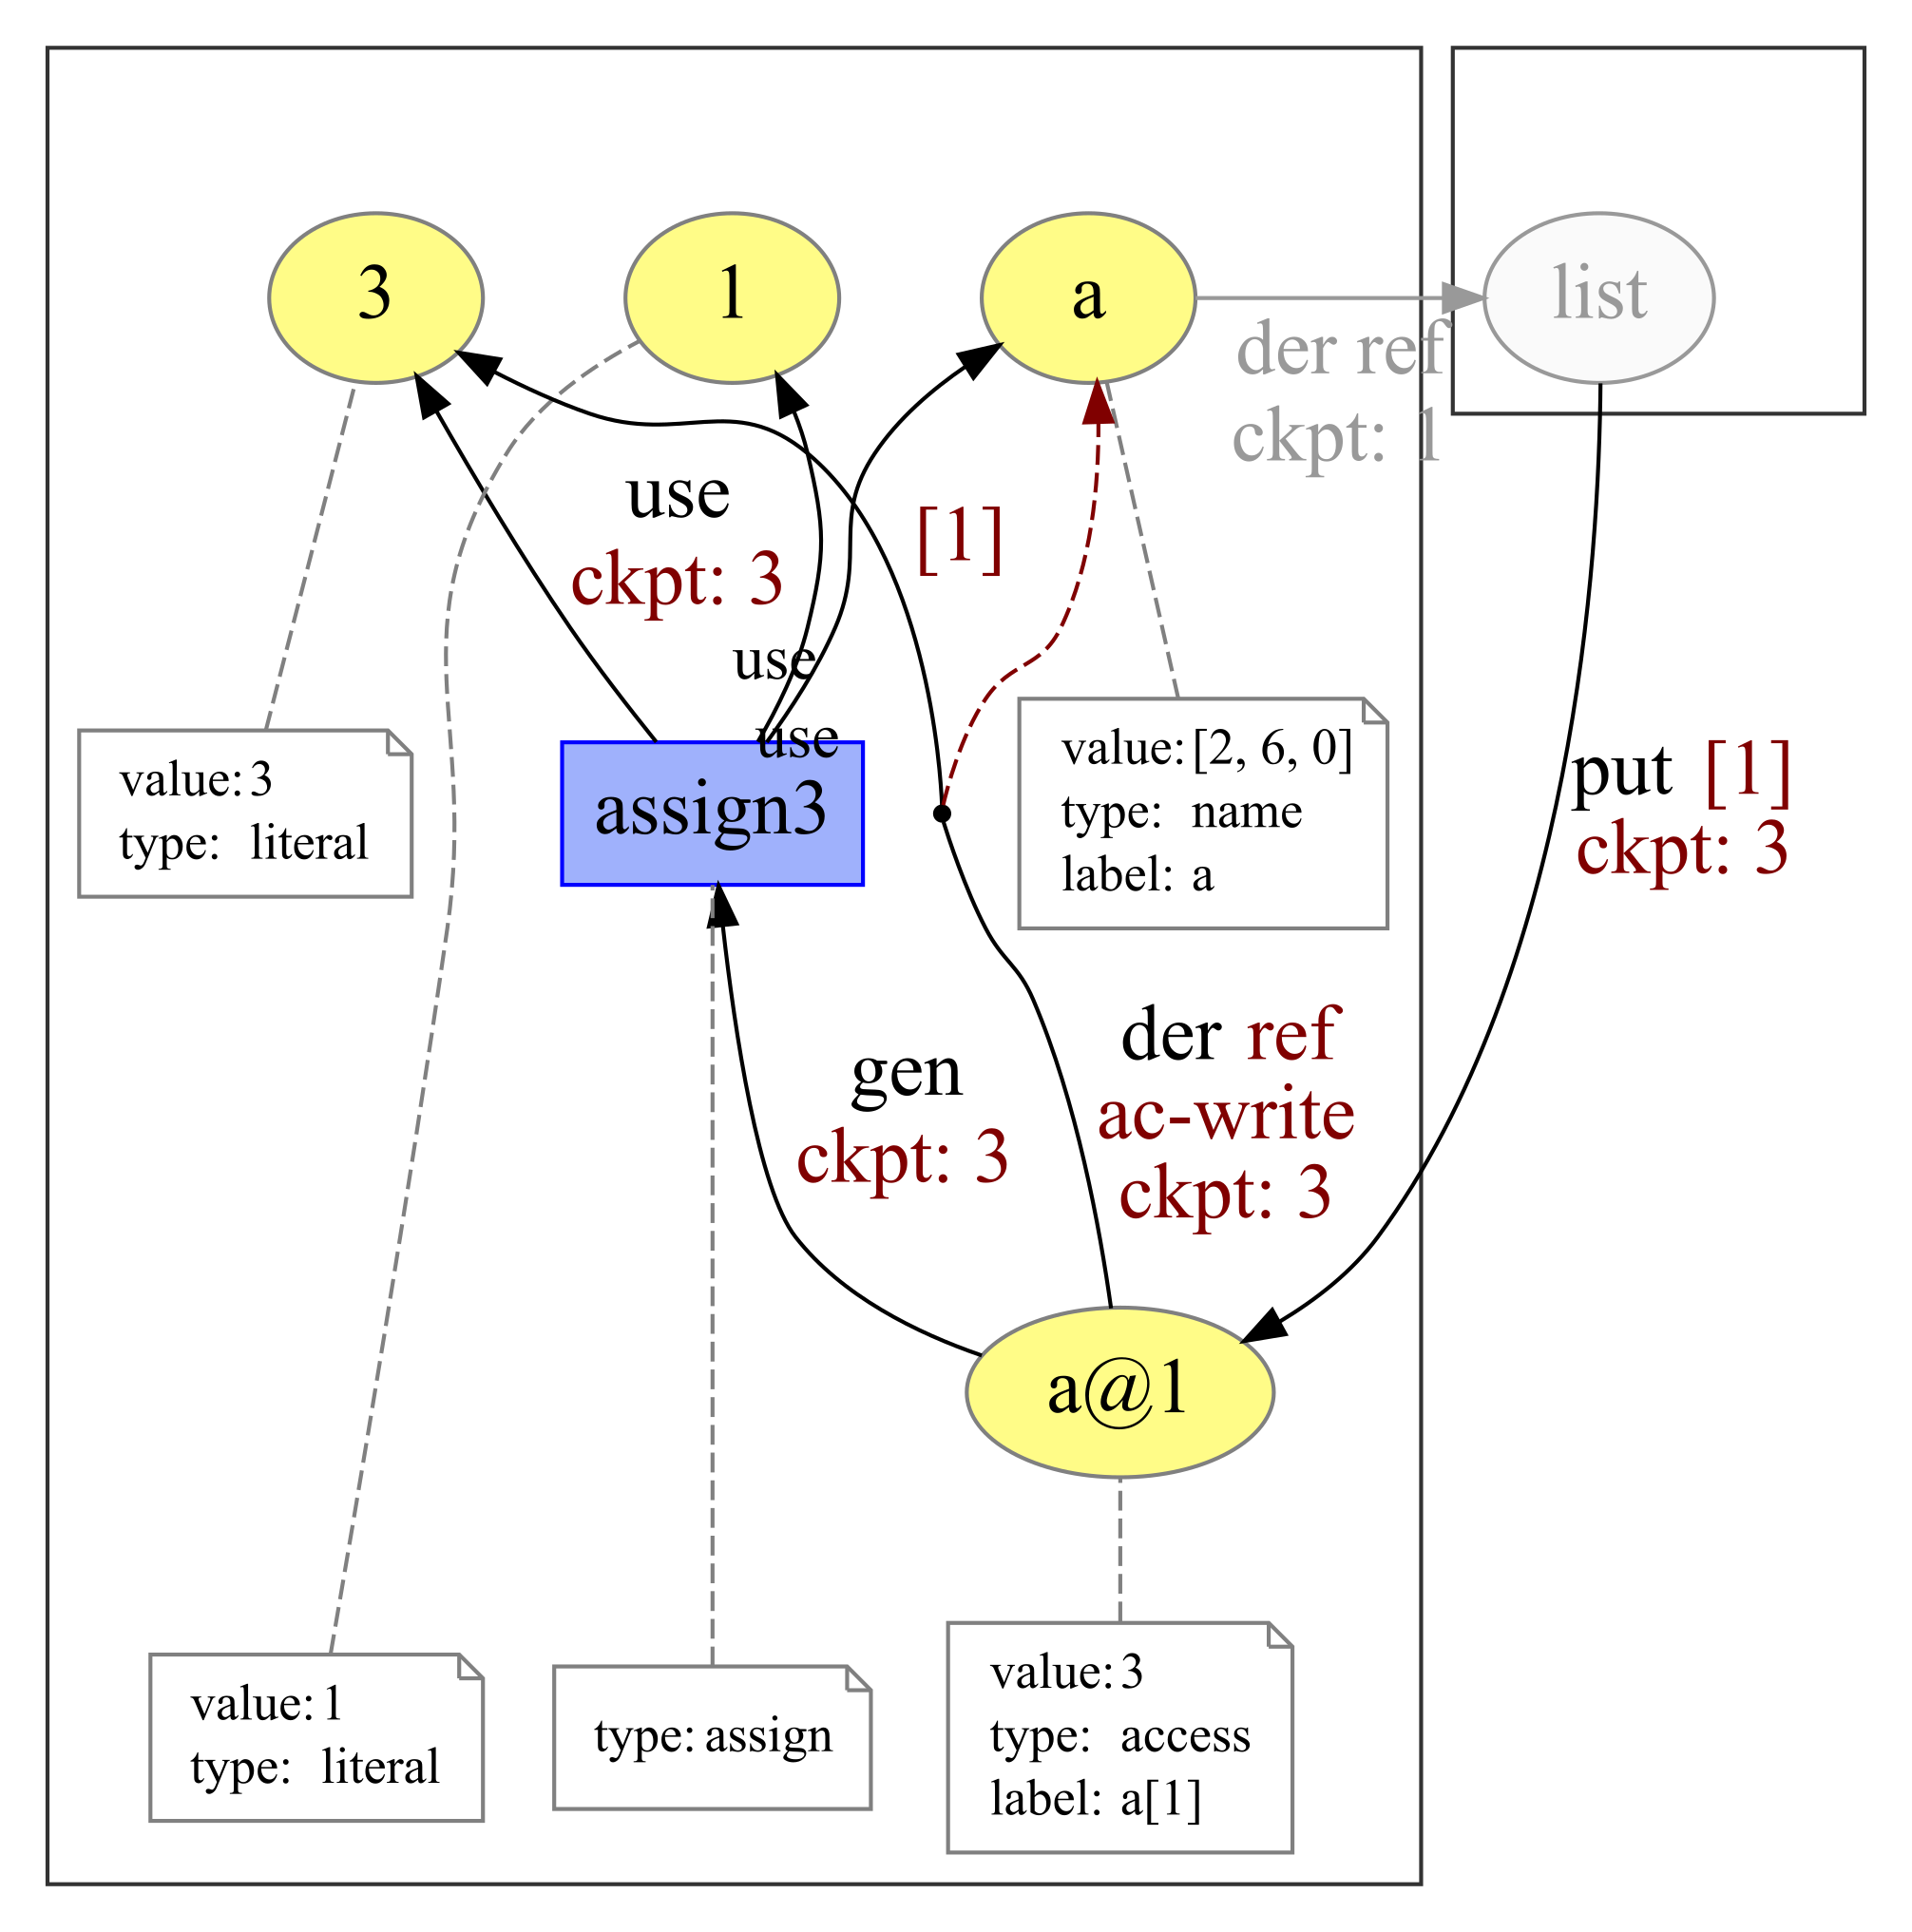 3
1
a
list
der ref
ckpt: 1
use
ckpt: 3
[1]
use
use
value: 3
type: literal
assign3
value: [2, 6, 0]
type: name
label: a
put [1]
ckpt: 3
gen
ckpt: 3
der ref
ac-write
ckpt: 3
a@1
value: 1
type: literal
type: assign
value: 3
type: access
label: a[1]